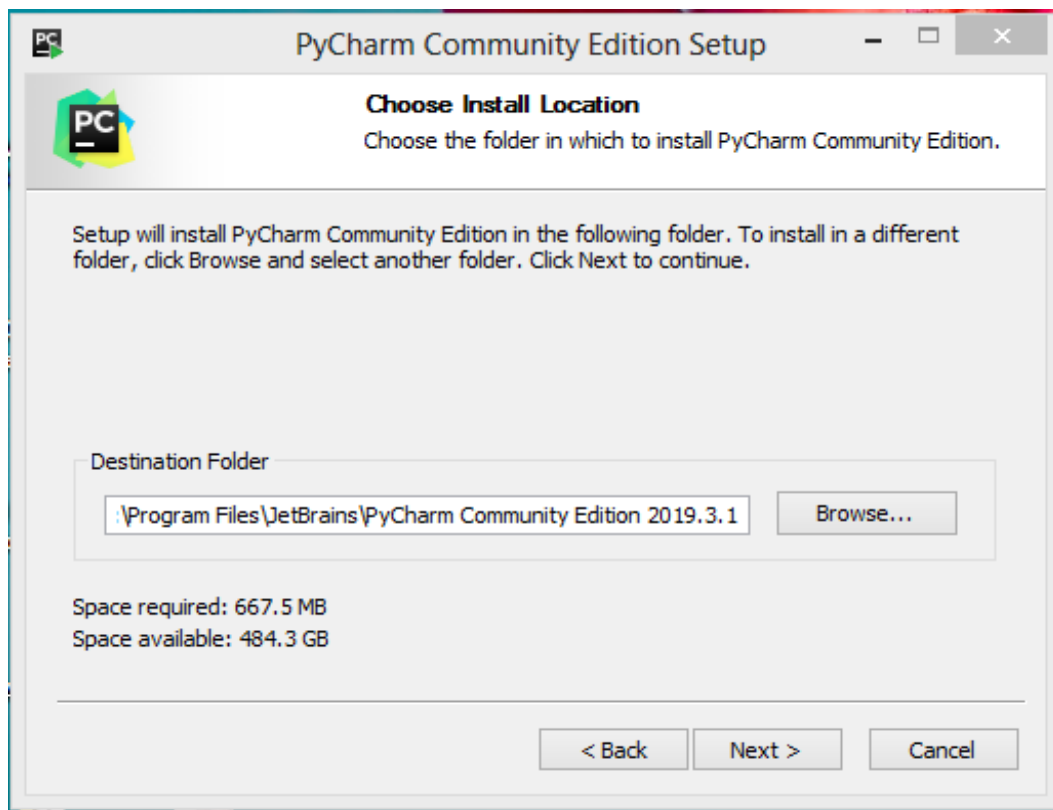 PC
PyCharm Community Edition Setup
PC
Choose Install Location
Choose the folder in which to install PyCharm Community Edition.
Setup will install PyCharm Community Edition in the following folder. To install in a different
folder, click Browse and select another folder. Click Next to continue.
Destination Folder
:\Program Files\JetBrains\PyCharm Community Edition 2019.3.1
Browse...
Space required: 667.5 MB
Space available: 484.3 GB
< Back
Next >
Cancel